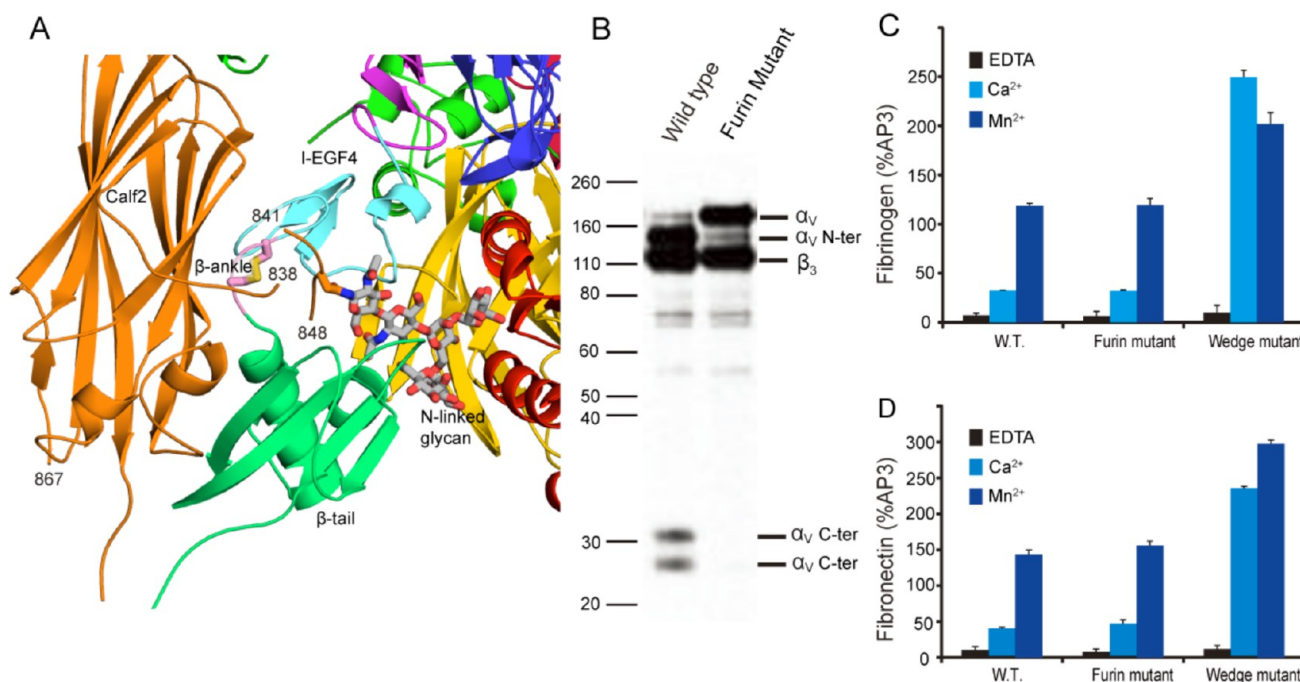 A
I-EGF4
Calf2
841
β-ankle
838
848
N-linked
glycan
867
β-tail
B
Wild type
Furin Mutant
260
160
110
80
60
50
40
30
20
αV
αV N-ter
β3
αV C-ter
αV C-ter
C
Fibrinogen (%AP3)
300
250
200
150
100
50
0
EDTA
Ca2+
Mn2+
W.T.
Furin mutant
Wedge mutant
D
Fibronectin (%AP3)
300
250
200
150
100
50
0
EDTA
Ca2+
Mn2+
W.T.
Furin mutant
Wedge mutant